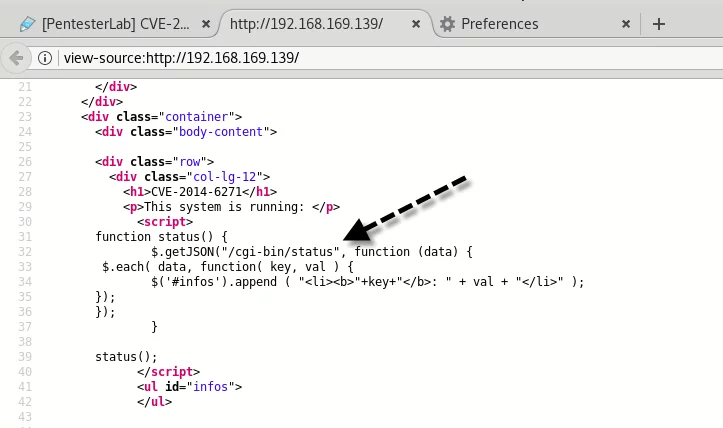 [PentesterLab] CVE-2... × http://192.168.169.139/ × Preferences × +
view-source:http://192.168.169.139/
21 </div>
22 </div>
23 <div class="container">
24 <div class="body-content">
25
26 <div class="row">
27 <div class="col-lg-12">
28 <h1>CVE-2014-6271</h1>
29 <p>This system is running: </p>
30 <script>
31 function status() {
32 $.getJSON("/cgi-bin/status", function (data) {
33 $.each( data, function( key, val ) {
34 $('#infos').append ( "<li><b>"+key+"</b>: " + val + "</li>" );
35 });
36 });
37 }
38
39 status();
40 </script>
41 <ul id="infos">
42 </ul>
43